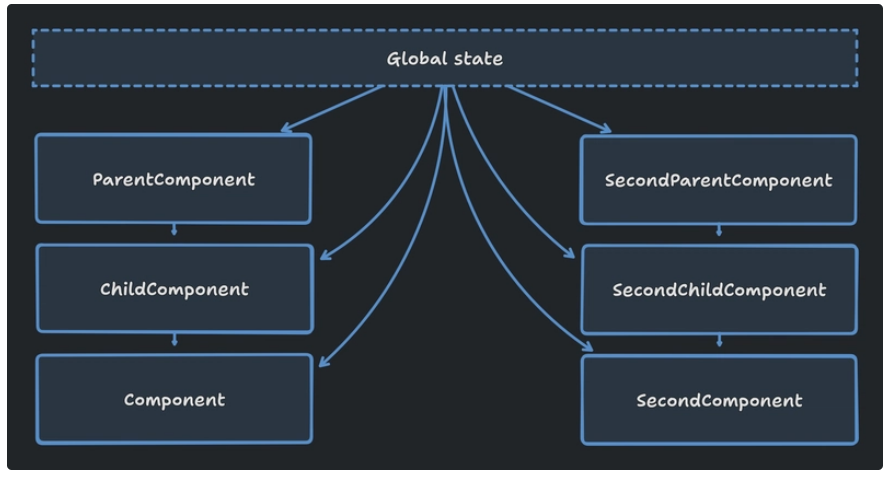 Global state
ParentComponent
SecondParentComponent
ChildComponent
SecondChildComponent
Component
SecondComponent